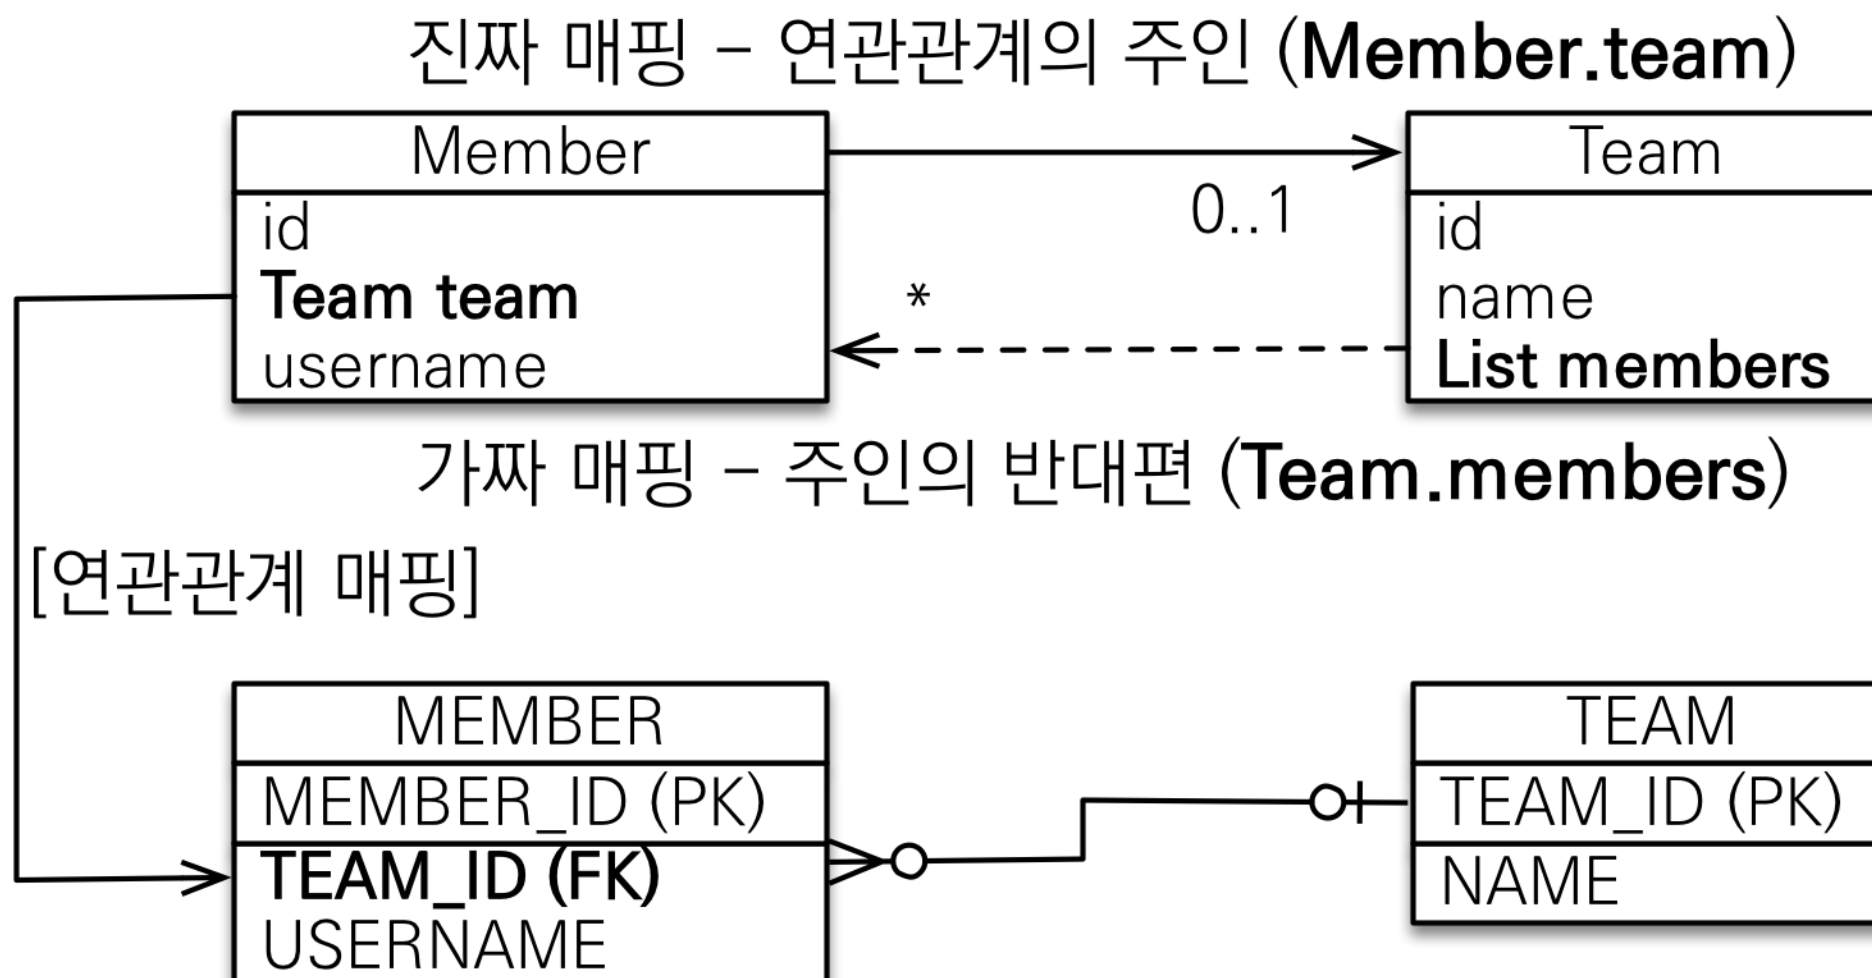 진짜 매핑 - 연관관계의 주인 (Member.team)
Member
id
Team team
username
0..1
*
Team
id
name
List members
가짜 매핑 - 주인의 반대편 (Team.members)
[연관관계 매핑]
MEMBER
MEMBER_ID (PK)
TEAM_ID (FK)
USERNAME
TEAM
TEAM_ID (PK)
NAME